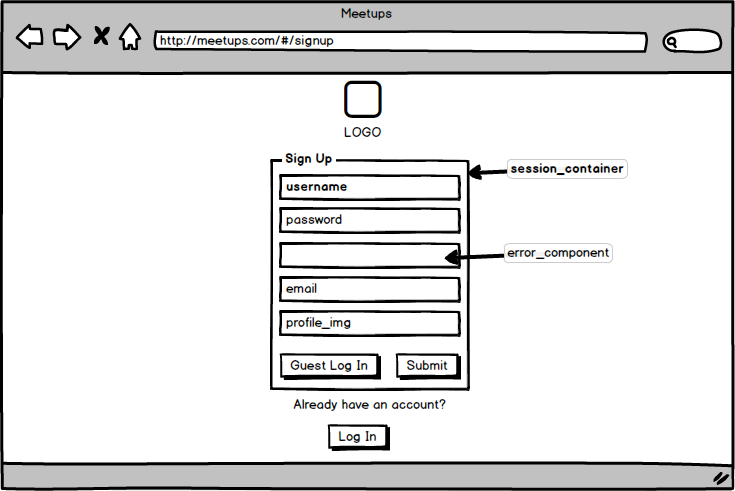 Meetups
http://meetups.com/#/signup
LOGO
Sign Up
session_container
username
password
error_component
email
profile_img
Guest Log In
Submit
Already have an account?
Log In